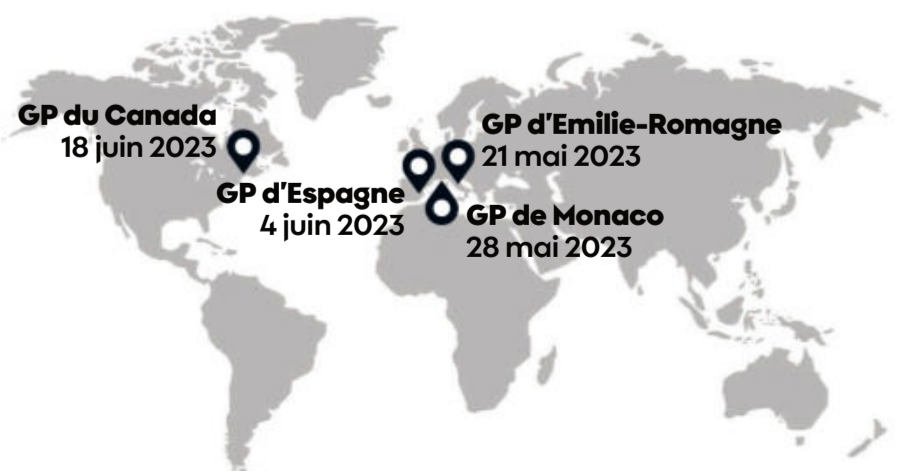 GP du Canada
18 juin 2023
GP d'Emilie-Romagne
21 mai 2023
GP d'Espagne
4 juin 2023
GP de Monaco
28 mai 2023